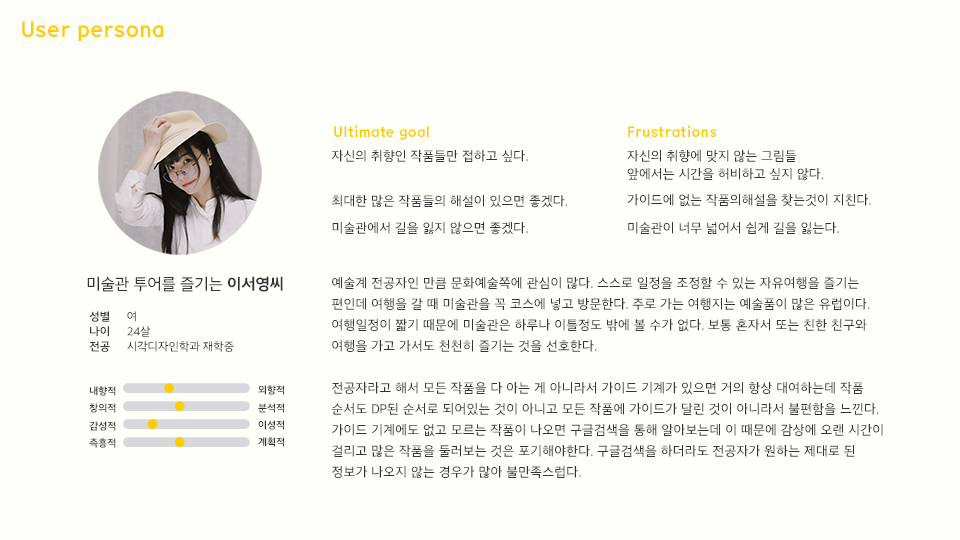 User persona
Ultimate goal
자신의 취향인 작품들만 접하고 싶다.
최대한 많은 작품들의 해설이 있으면 좋겠다.
미술관에서 길을 잃지 않으면 좋겠다.
Frustrations
자신의 취향에 맞지 않는 그림들
앞에서는 시간을 허비하고 싶지 않다.
가이드에 없는 작품의해설을 찾는것이 지친다.
미술관이 너무 넓어서 쉽게 길을 잃는다.
미술관 투어를 즐기는 이서영씨
성별 여
나이 24살
전공 시각디자인학과 재학중
내향적 외향적
창의적 분석적
감성적 이성적
즉흥적 계획적
예술계 전공자인 만큼 문화예술쪽에 관심이 많다. 스스로 일정을 조정할 수 있는 자유여행을 즐기는
편인데 여행을 갈 때 미술관을 꼭 코스에 넣고 방문한다. 주로 가는 여행지는 예술품이 많은 유럽이다.
여행일정이 짧기 때문에 미술관은 하루나 이틀정도 밖에 볼 수가 없다. 보통 혼자서 또는 친한 친구와
여행을 가고 가서도 천천히 즐기는 것을 선호한다.
전공자라고 해서 모든 작품을 다 아는 게 아니라서 가이드 기계가 있으면 거의 항상 대여하는데 작품
순서도 DP된 순서로 되어있는 것이 아니고 모든 작품에 가이드가 달린 것이 아니라서 불편함을 느낀다.
가이드 기계에도 없고 모르는 작품이 나오면 구글검색을 통해 알아보는데 이 때문에 감상에 오랜 시간이
걸리고 많은 작품을 둘러보는 것은 포기해야한다. 구글검색을 하더라도 전공자가 원하는 제대로 된
정보가 나오지 않는 경우가 많아 불만족스럽다.